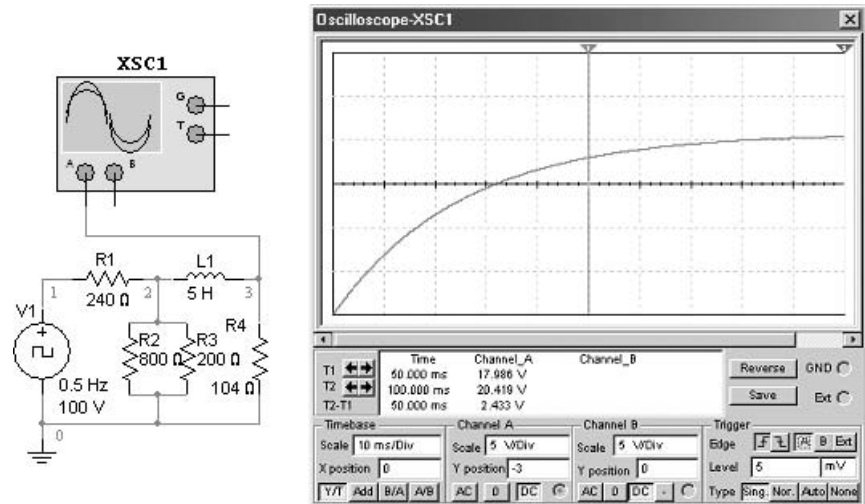 Oscilloscope-XSC1
XSC1
G
T
A
B
R1
240 Ω
L1
5 H
1
2
3
V1
R2
800 Ω
R3
200 Ω
R4
104 Ω
0.5 Hz
100 V
0
T1
T2
T2-T1
Time Channel_A Channel_B
50.000 ms 17.986 V
100.000 ms 20.419 V
50.000 ms 2.433 V
Reverse
Save
GND
Ext
Timebase
Scale 10 ms/Div
X position 0
Y/T Add B/A A/B
Channel A
Scale 5 V/Div
Y position -3
AC 0 DC
Channel B
Scale 5 V/Div
Y position 0
AC 0 DC -
Trigger
Edge A B Ext
Level 5 mV
Type Sing. Nor. Auto None